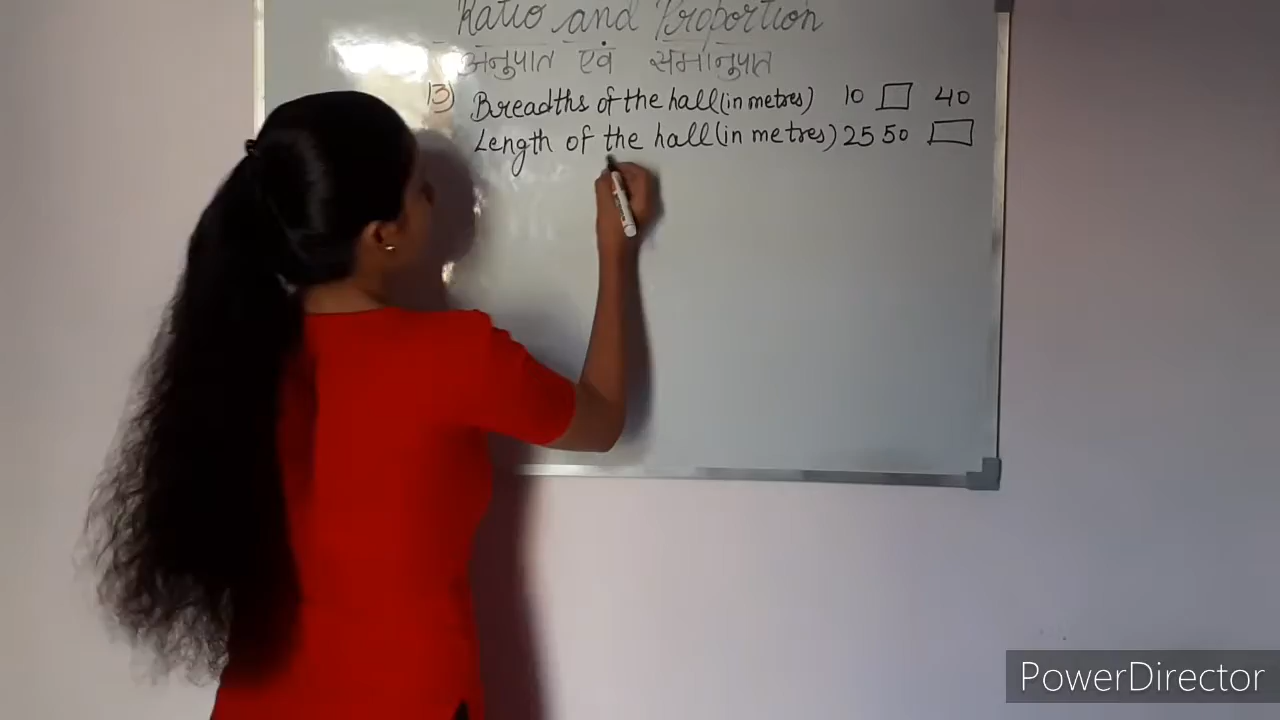 Ratio and Proportion
अनुपात एवं समानुपात
13) Breadths of the hall (in metres) 10 40
Length of the hall (in metres) 25 50
PowerDirector